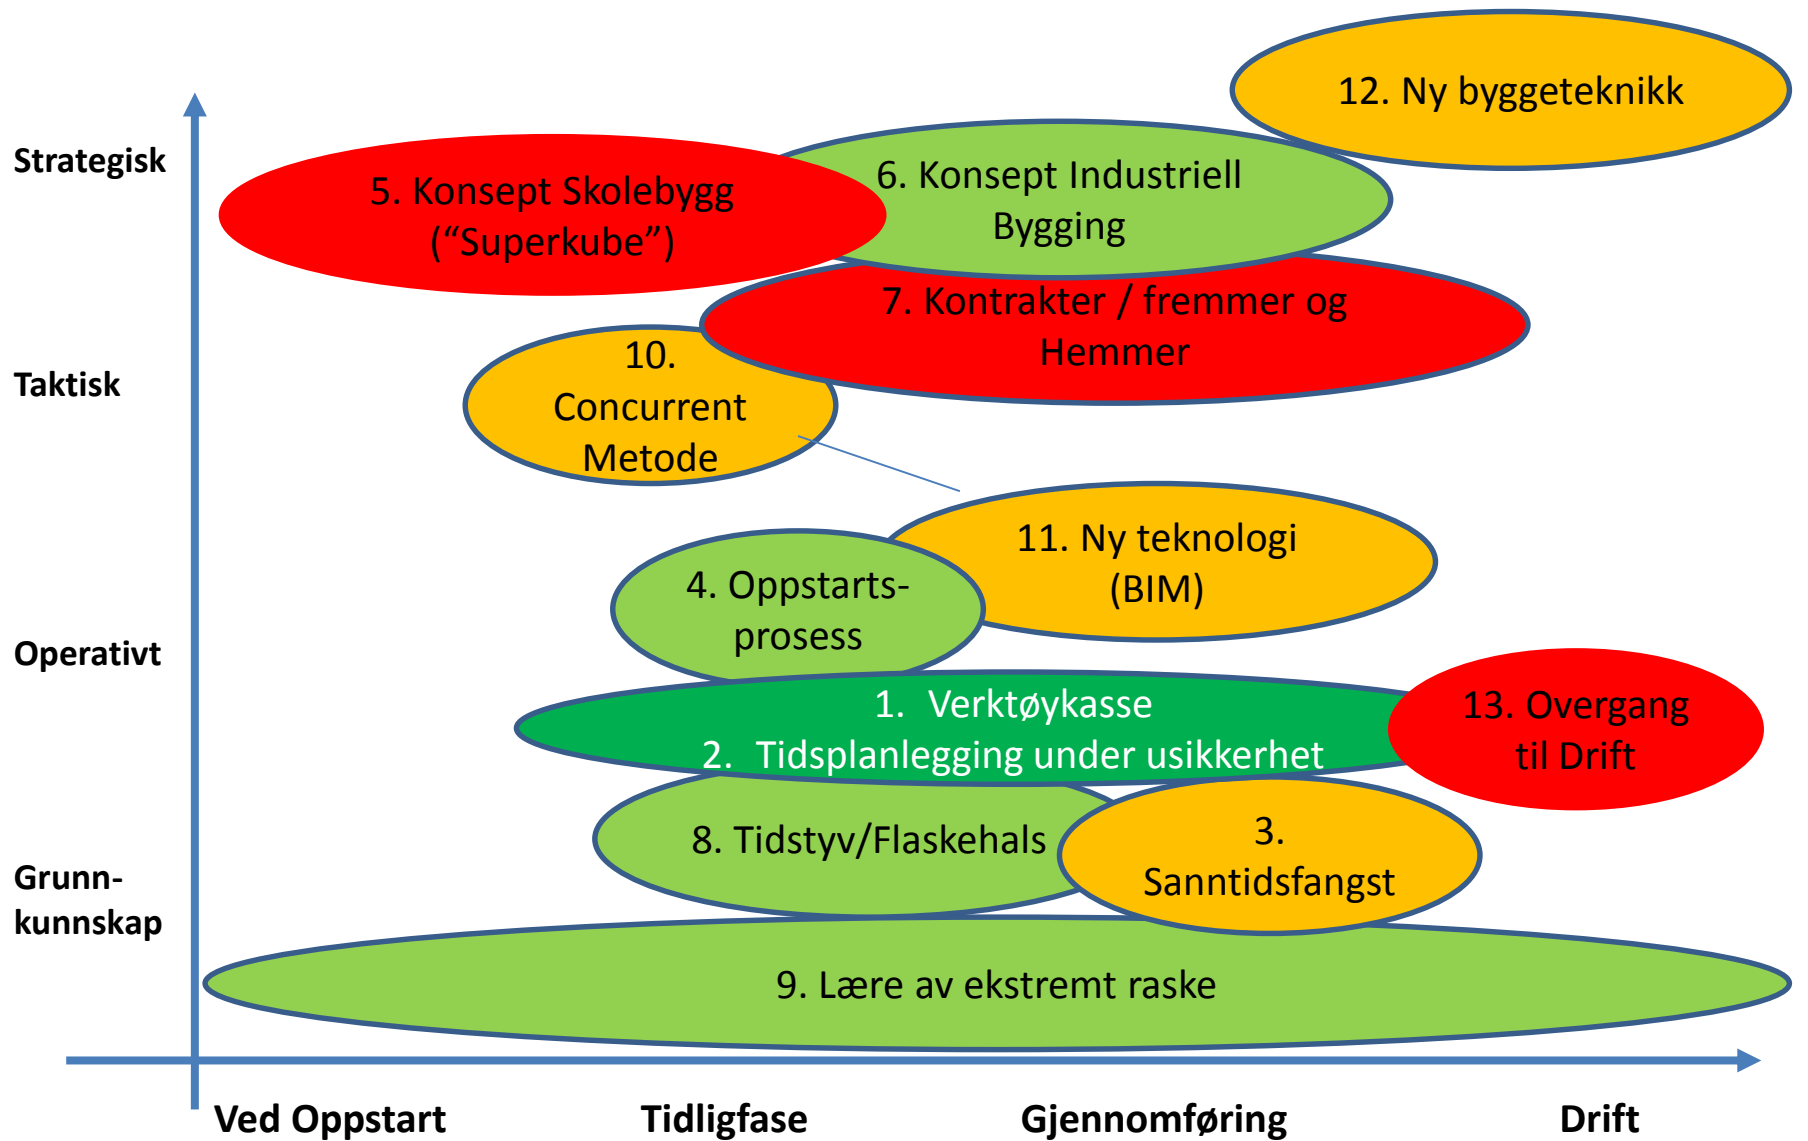 12. Ny byggeteknikk
Strategisk
5. Konsept Skolebygg
(“Superkube”)
6. Konsept Industriell
Bygging
7. Kontrakter / fremmer og
Hemmer
Taktisk
10.
Concurrent
Metode
11. Ny teknologi
(BIM)
4. Oppstarts-
prosess
Operativt
1. Verktøykasse
2. Tidsplanlegging under usikkerhet
13. Overgang
til Drift
8. Tidstyv/Flaskehals
3.
Sanntidsfangst
Grunn-
kunnskap
9. Lære av ekstremt raske
Ved Oppstart
Tidligfase
Gjennomføring
Drift